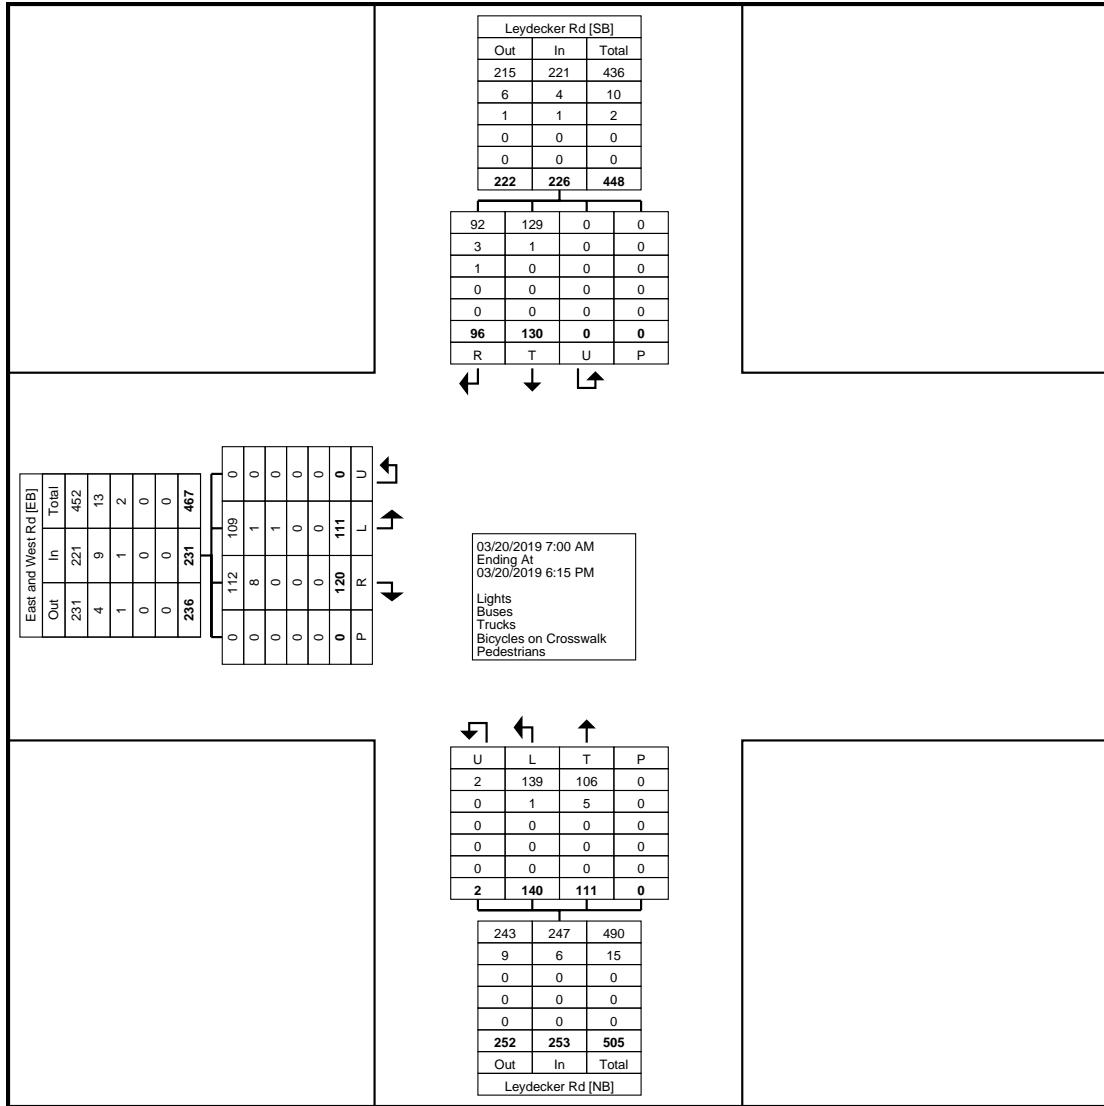 Leydecker Rd [SB]
Out In Total
215 221 436
6 4 10
1 1 2
0 0 0
0 0 0
222 226 448
92 129 0 0
3 1 0 0
1 0 0 0
0 0 0 0
0 0 0 0
96 130 0 0
R T U P
East and West Rd [EB]
Total 452 13 2 0 0 467
In 221 9 1 0 0 231
Out 231 4 1 0 0 236
0 0 0 0 0 0 U
109 1 1 0 0 111 L
112 8 0 0 0 120 R
0 0 0 0 0 0 P
03/20/2019 7:00 AM
Ending At
03/20/2019 6:15 PM
Lights
Buses
Trucks
Bicycles on Crosswalk
Pedestrians
U L T P
2 139 106 0
0 1 5 0
0 0 0 0
0 0 0 0
0 0 0 0
2 140 111 0
243 247 490
9 6 15
0 0 0
0 0 0
0 0 0
252 253 505
Out In Total
Leydecker Rd [NB]